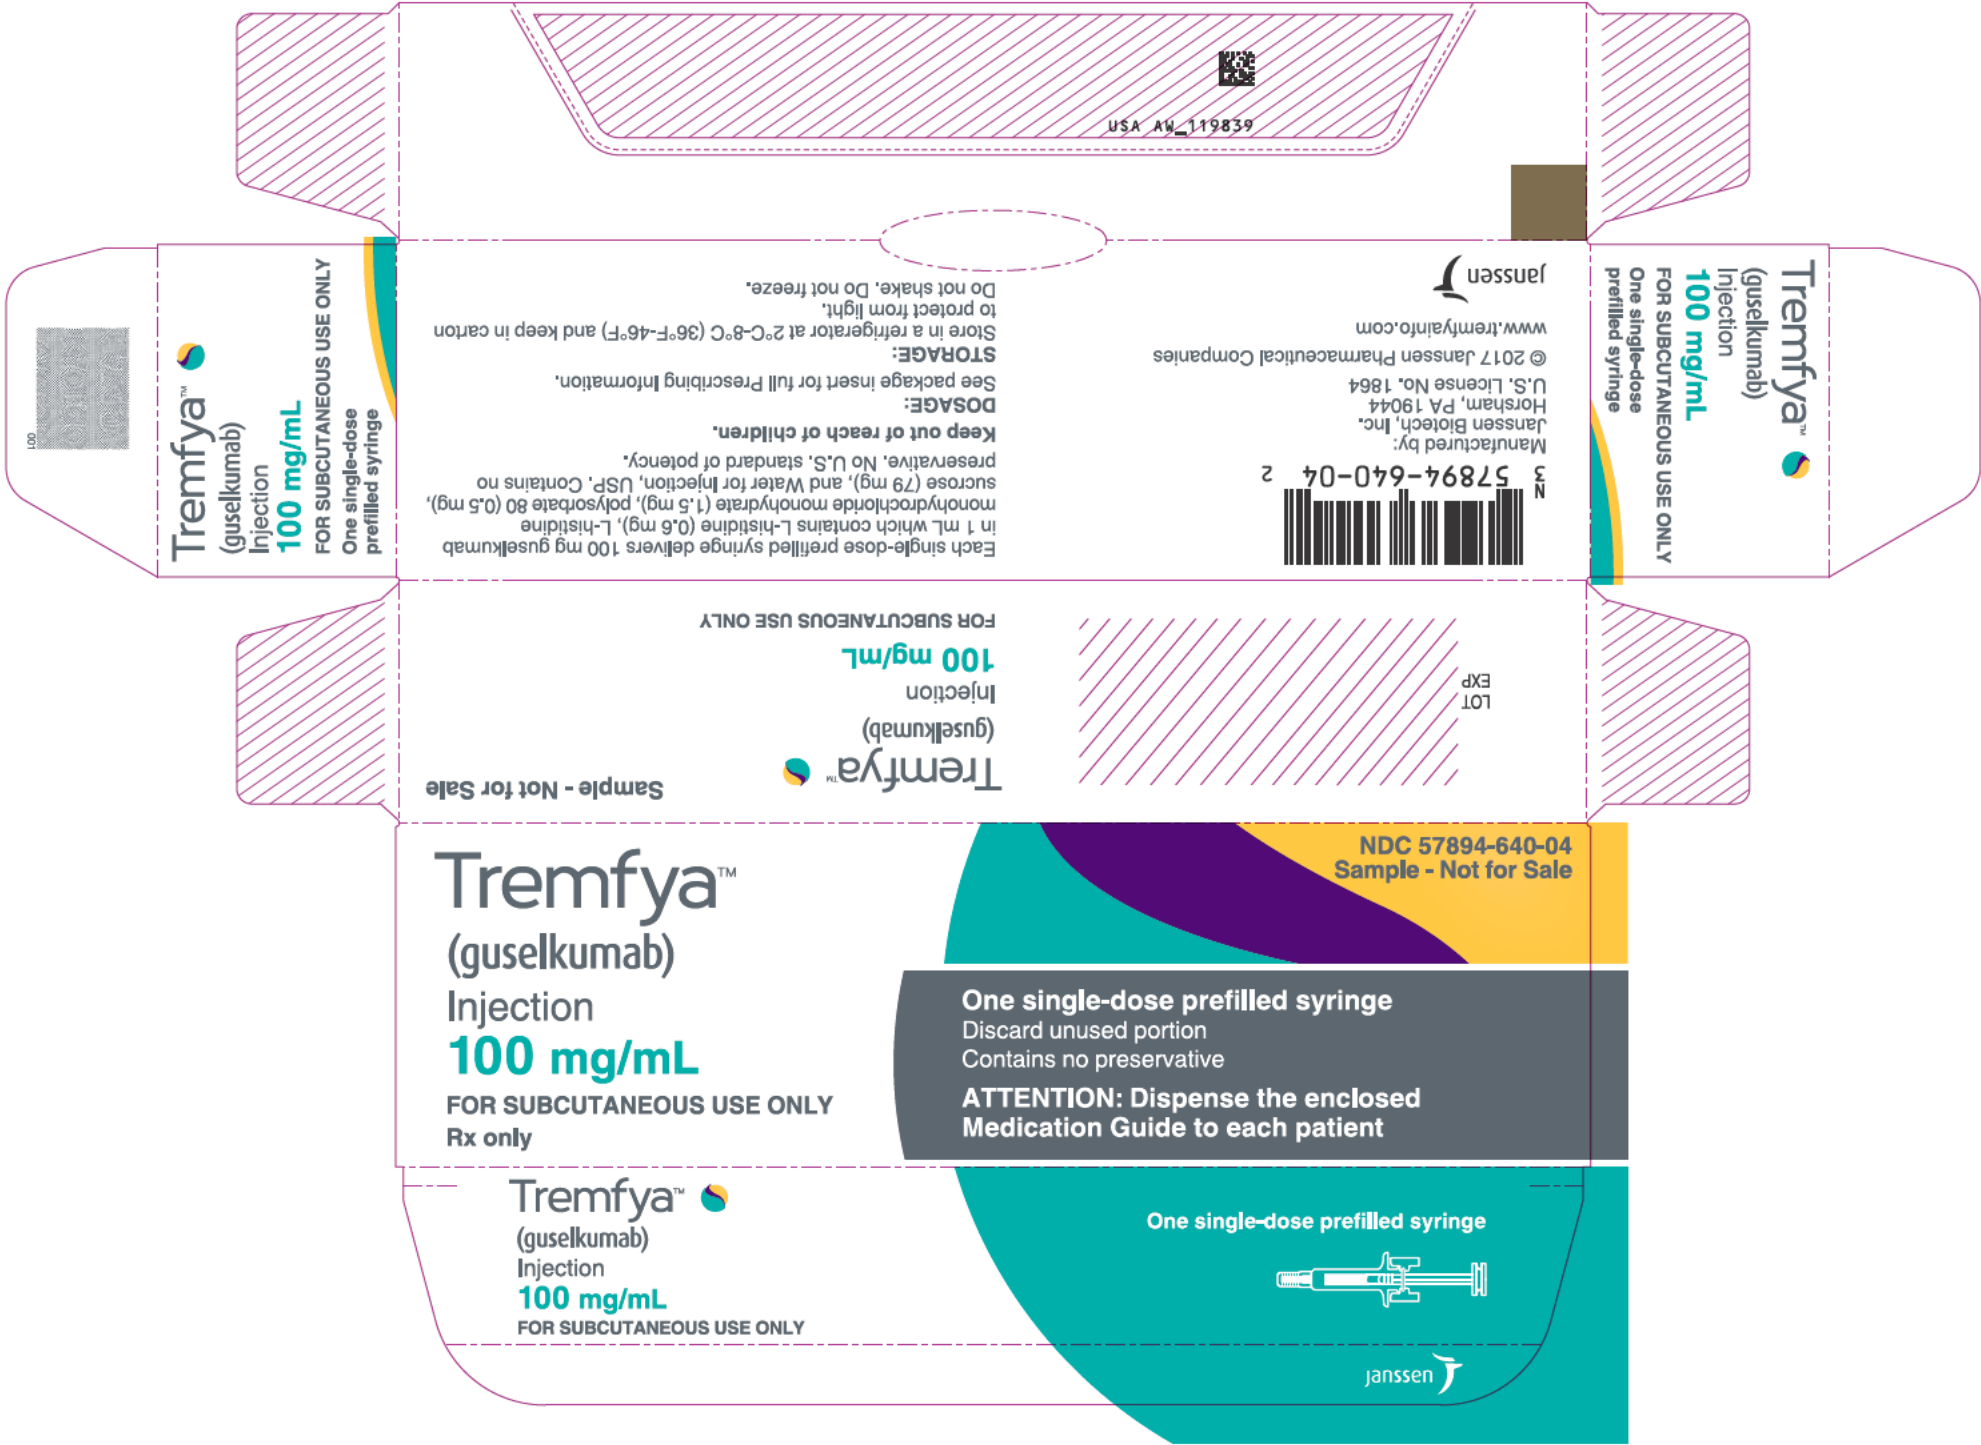 USA AW_119839
Tremfya™
(guselkumab)
Injection
100 mg/mL
FOR SUBCUTANEOUS USE ONLY
One single-dose
prefilled syringe
001
Each single-dose prefilled syringe delivers 100 mg guselkumab
in 1 mL which contains L-histidine (0.6 mg), L-histidine
monohydrochloride monohydrate (1.5 mg), polysorbate 80 (0.5 mg),
sucrose (79 mg), and Water for Injection, USP. Contains no
preservative. No U.S. standard of potency.
Keep out of reach of children.
DOSAGE:
See package insert for full Prescribing Information.
STORAGE:
Store in a refrigerator at 2°C-8°C (36°F-46°F) and keep in carton
to protect from light.
Do not shake. Do not freeze.
N
3 57894-640-04 2
Manufactured by:
Janssen Biotech, Inc.
Horsham, PA 19044
U.S. License No. 1864
© 2017 Janssen Pharmaceutical Companies
www.tremfyainfo.com
janssen
Tremfya™
(guselkumab)
Injection
100 mg/mL
FOR SUBCUTANEOUS USE ONLY
One single-dose
prefilled syringe
Sample - Not for Sale
Tremfya™
(guselkumab)
Injection
100 mg/mL
FOR SUBCUTANEOUS USE ONLY
LOT
EXP
Tremfya™
(guselkumab)
Injection
100 mg/mL
FOR SUBCUTANEOUS USE ONLY
Rx only
NDC 57894-640-04
Sample - Not for Sale
One single-dose prefilled syringe
Discard unused portion
Contains no preservative
ATTENTION: Dispense the enclosed
Medication Guide to each patient
Tremfya™
(guselkumab)
Injection
100 mg/mL
FOR SUBCUTANEOUS USE ONLY
One single-dose prefilled syringe
janssen